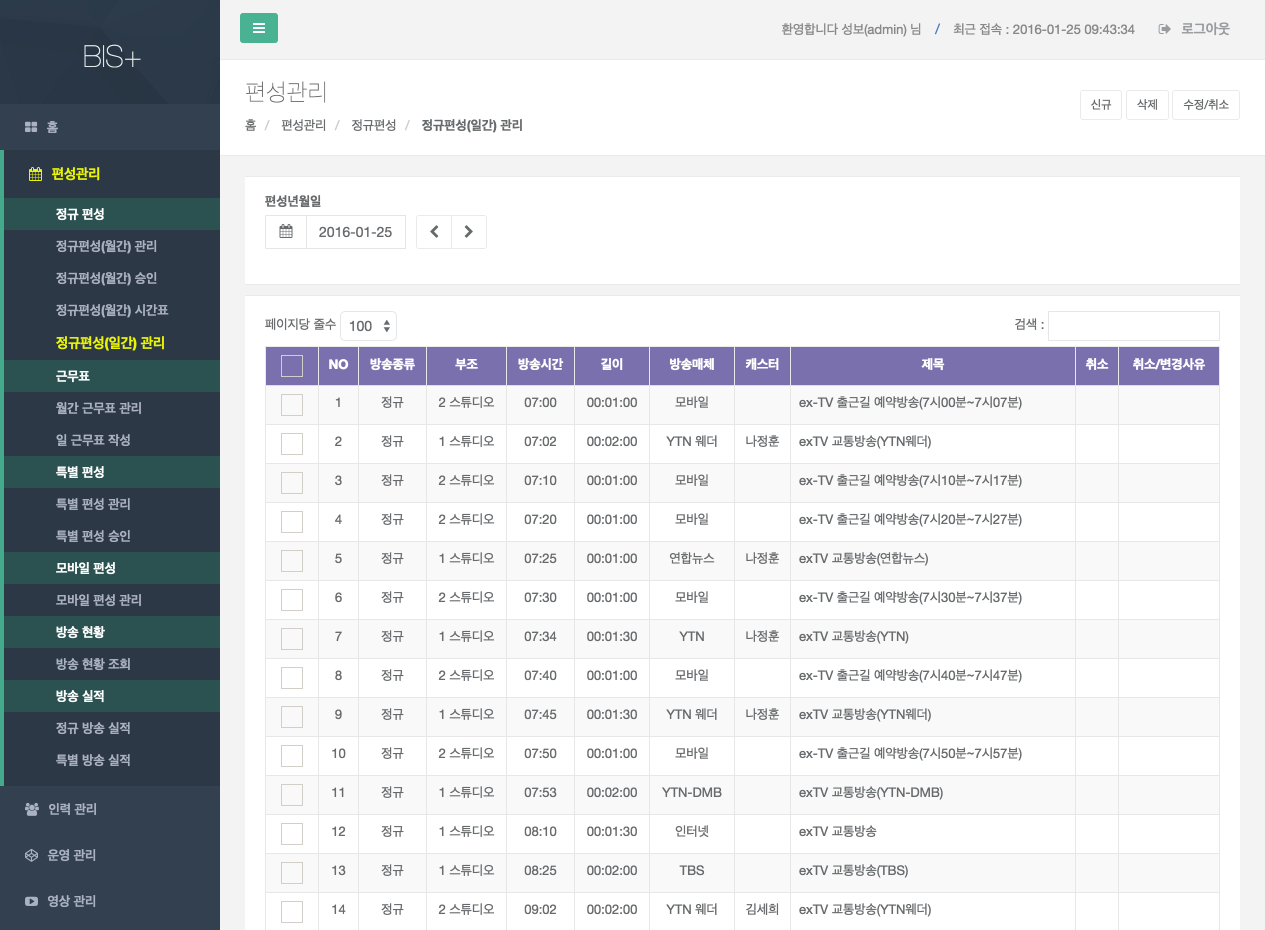 BIS+
홈
편성관리
정규 편성
정규편성(월간) 관리
정규편성(월간) 승인
정규편성(월간) 시간표
정규편성(일간) 관리
근무표
월간 근무표 관리
일 근무표 작성
특별 편성
특별 편성 관리
특별 편성 승인
모바일 편성
모바일 편성 관리
방송 현황
방송 현황 조회
방송 실적
정규 방송 실적
특별 방송 실적
인력 관리
운영 관리
영상 관리
환영합니다 성보(admin) 님 / 최근 접속 : 2016-01-25 09:43:34 로그아웃
편성관리
홈 / 편성관리 / 정규편성 / 정규편성(일간) 관리
신규 삭제 수정/취소
편성년월일
2016-01-25
페이지당 줄수 100 검색 :
NO 방송종류 부조 방송시간 길이 방송매체 캐스터 제목 취소 취소/변경사유
1 정규 2 스튜디오 07:00 00:01:00 모바일 ex-TV 출근길 예약방송(7시00분~7시07분)
2 정규 1 스튜디오 07:02 00:02:00 YTN 웨더 나정훈 exTV 교통방송(YTN웨더)
3 정규 2 스튜디오 07:10 00:01:00 모바일 ex-TV 출근길 예약방송(7시10분~7시17분)
4 정규 2 스튜디오 07:20 00:01:00 모바일 ex-TV 출근길 예약방송(7시20분~7시27분)
5 정규 1 스튜디오 07:25 00:01:00 연합뉴스 나정훈 exTV 교통방송(연합뉴스)
6 정규 2 스튜디오 07:30 00:01:00 모바일 ex-TV 출근길 예약방송(7시30분~7시37분)
7 정규 1 스튜디오 07:34 00:01:30 YTN 나정훈 exTV 교통방송(YTN)
8 정규 2 스튜디오 07:40 00:01:00 모바일 ex-TV 출근길 예약방송(7시40분~7시47분)
9 정규 1 스튜디오 07:45 00:01:30 YTN 웨더 나정훈 exTV 교통방송(YTN웨더)
10 정규 2 스튜디오 07:50 00:01:00 모바일 ex-TV 출근길 예약방송(7시50분~7시57분)
11 정규 1 스튜디오 07:53 00:02:00 YTN-DMB exTV 교통방송(YTN-DMB)
12 정규 1 스튜디오 08:10 00:01:30 인터넷 exTV 교통방송
13 정규 1 스튜디오 08:25 00:02:00 TBS exTV 교통방송(TBS)
14 정규 2 스튜디오 09:02 00:02:00 YTN 웨더 김세희 exTV 교통방송(YTN웨더)